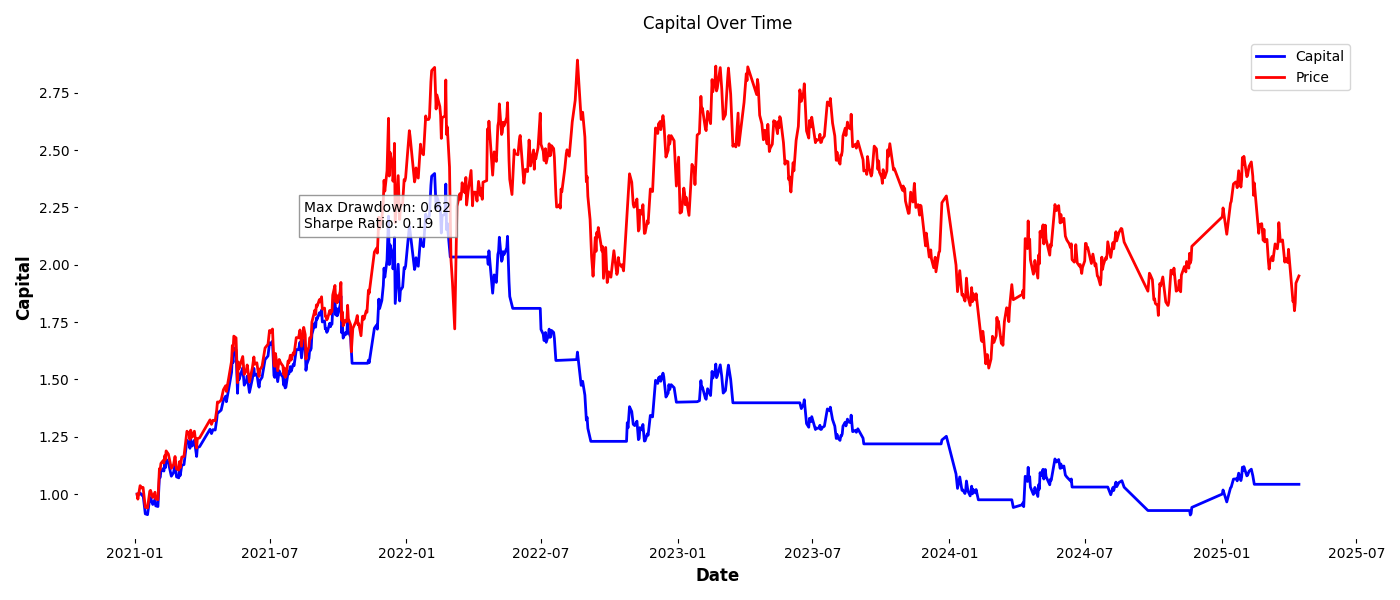 Capital Over Time
Capital
Price
Max Drawdown: 0.62
Sharpe Ratio: 0.19
Capital
2.75
2.50
2.25
2.00
1.75
1.50
1.25
1.00
2021-01 2021-07 2022-01 2022-07 2023-01 2023-07 2024-01 2024-07 2025-01 2025-07
Date